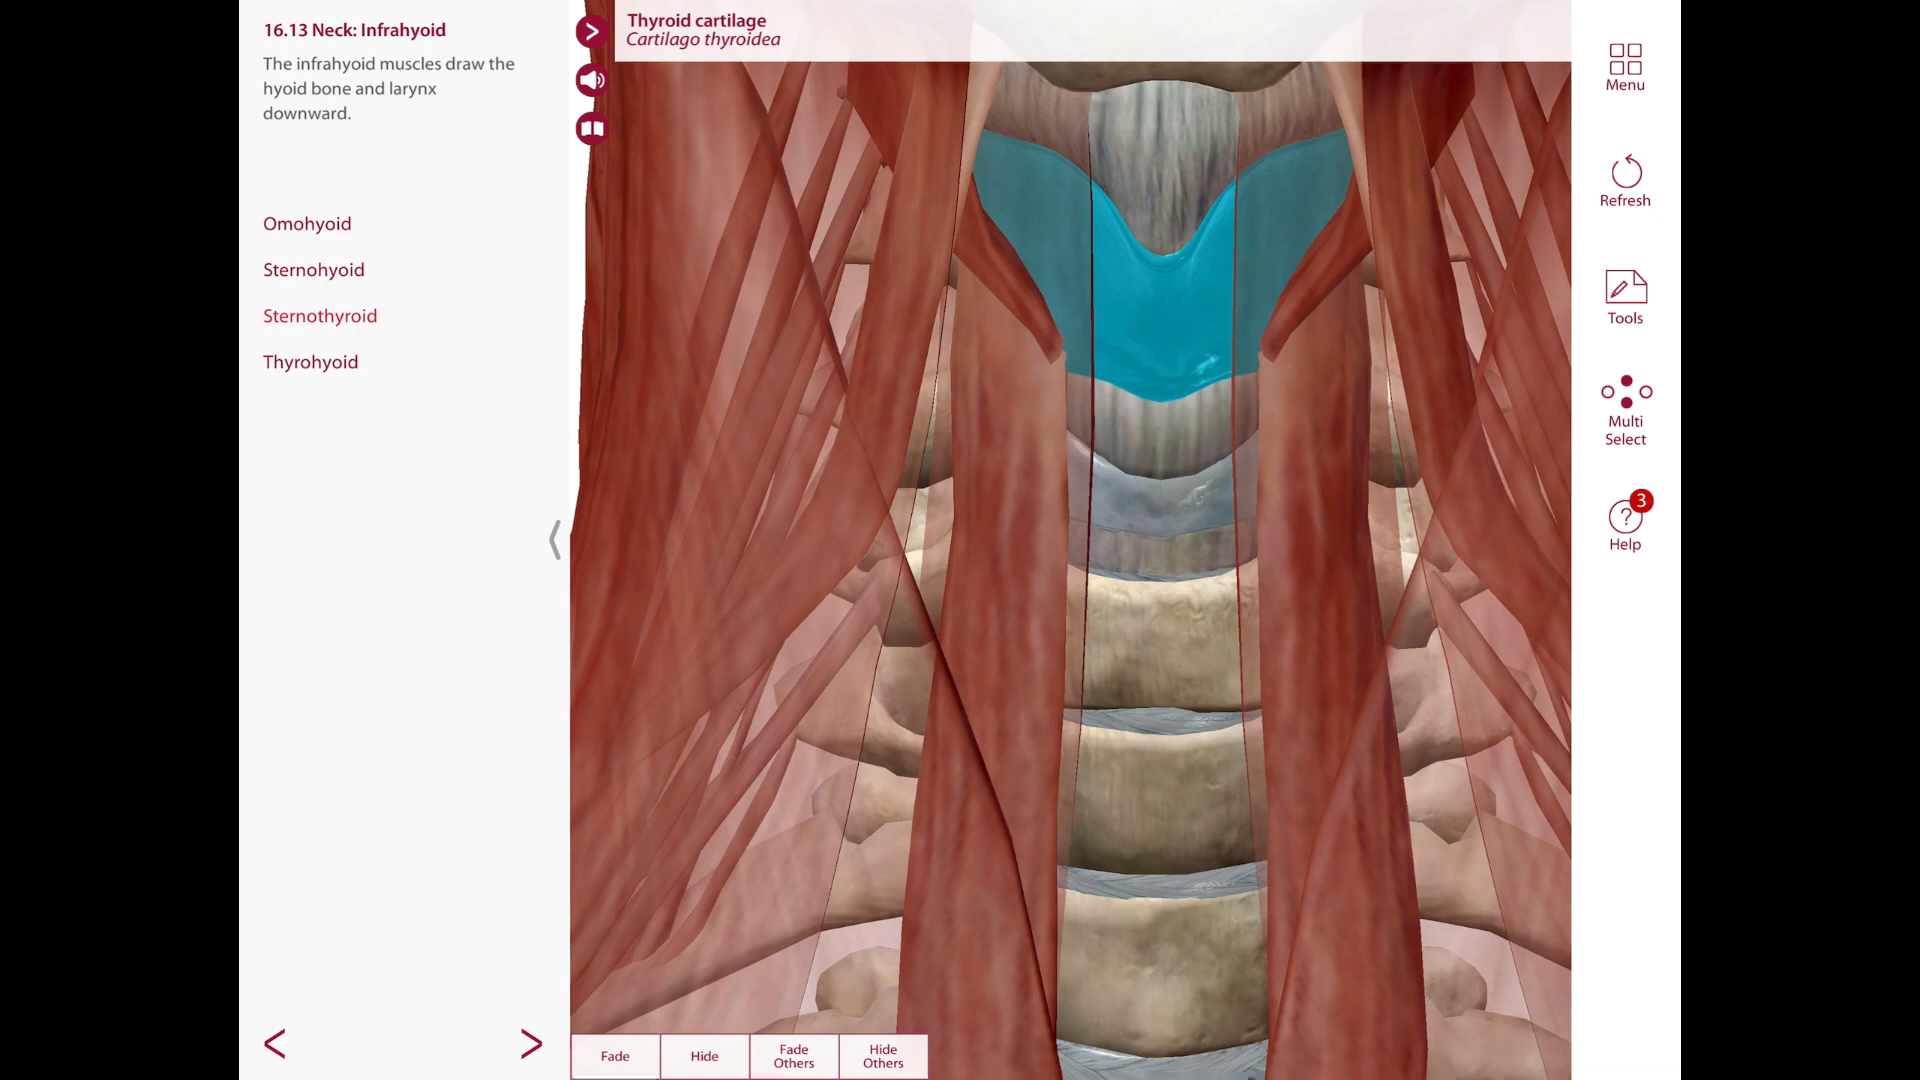 16.13 Neck: Infrahyoid
The infrahyoid muscles draw the
hyoid bone and larynx
downward.
Omohyoid
Sternohyoid
Sternothyroid
Thyrohyoid
Thyroid cartilage
Cartilago thyroidea
Fade
Hide
Fade
Others
Hide
Others
Menu
Refresh
Tools
Multi
Select
3
?
Help